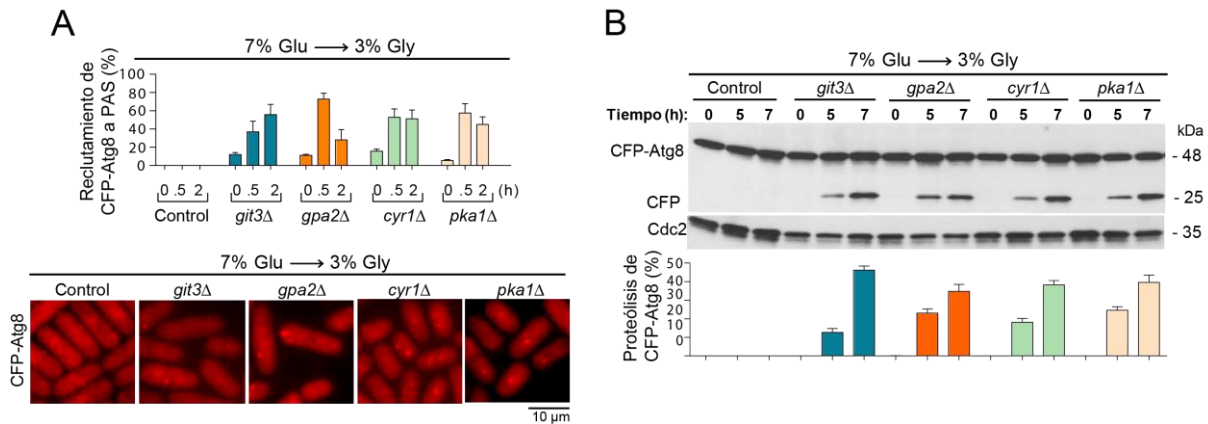 A
7% Glu ⟶ 3% Gly
Reclutamiento de
CFP-Atg8 a PAS (%)
100
80
60
40
20
0
0 .5 2 0 .5 2 0 .5 2 0 .5 2 0 .5 2 (h)
Control git3Δ gpa2Δ cyr1Δ pka1Δ
7% Glu ⟶ 3% Gly
Control git3Δ gpa2Δ cyr1Δ pka1Δ
CFP-Atg8
10 µm
B
7% Glu ⟶ 3% Gly
Control git3Δ gpa2Δ cyr1Δ pka1Δ
Tiempo (h): 0 5 7 0 5 7 0 5 7 0 5 7 0 5 7
kDa
CFP-Atg8 - 48
CFP - 25
Cdc2 - 35
Proteólisis de
CFP-Atg8 (%)
50
40
30
20
10
0